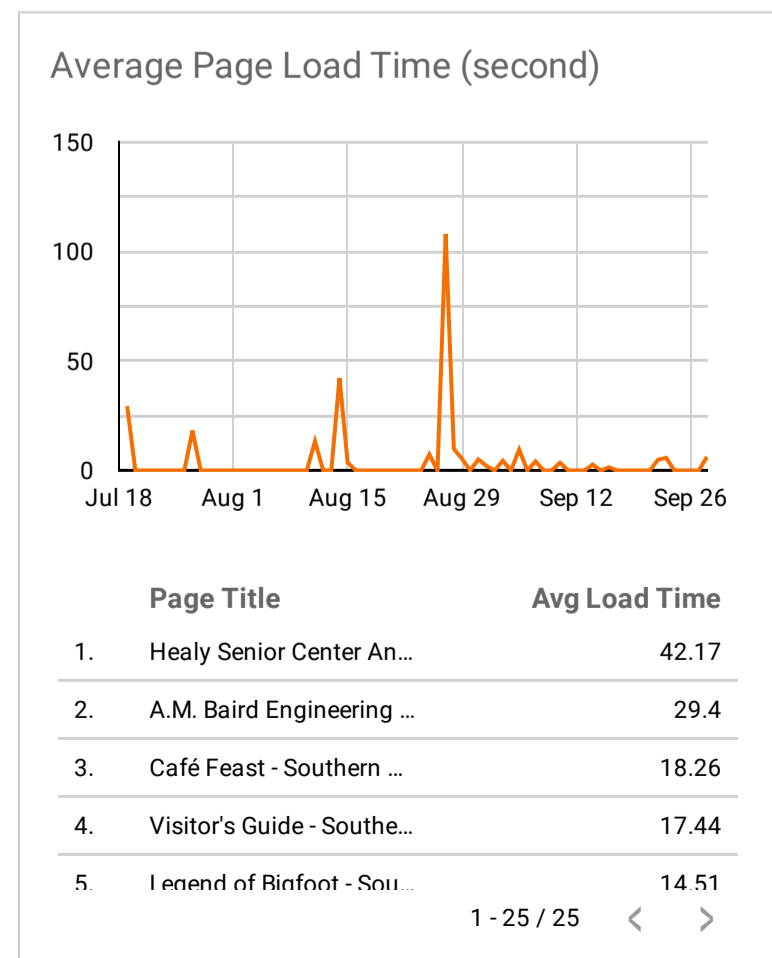 Average Page Load Time (second)
150
100
50
0
Jul 18 Aug 1 Aug 15 Aug 29 Sep 12 Sep 26
Page Title Avg Load Time
1. Healy Senior Center An... 42.17
2. A.M. Baird Engineering ... 29.4
3. Café Feast - Southern ... 18.26
4. Visitor's Guide - Southe... 17.44
5. Legend of Bigfoot - Sou... 14.51
1 - 25 / 25 < >